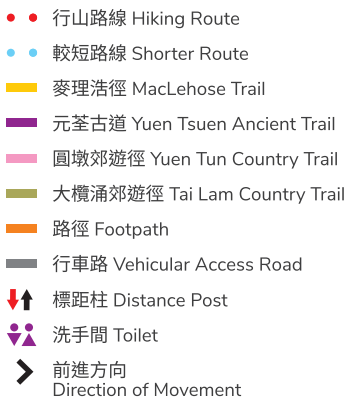 行山路線 Hiking Route
較短路線 Shorter Route
麥理浩徑 MacLehose Trail
元荃古道 Yuen Tsuen Ancient Trail
圓墩郊遊徑 Yuen Tun Country Trail
大欖涌郊遊徑 Tai Lam Country Trail
路徑 Footpath
行車路 Vehicular Access Road
標距柱 Distance Post
洗手間 Toilet
前進方向
Direction of Movement